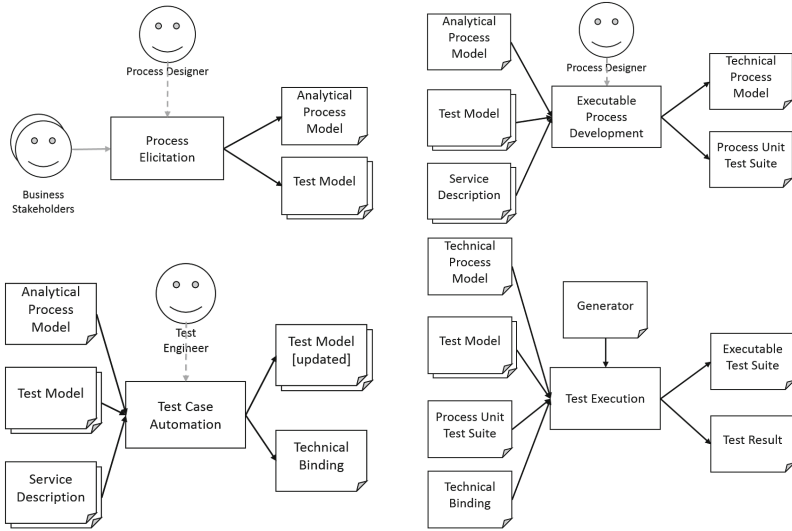 Process Designer
Analytical
Process
Model
Process
Elicitation
Test Model
Business
Stakeholders
Analytical
Process
Model
Process Designer
Technical
Process
Model
Test Model
Executable
Process
Development
Process Unit
Test Suite
Service
Description
Analytical
Process
Model
Test
Engineer
Test Model
[updated]
Test Model
Test Case
Automation
Technical
Binding
Service
Description
Technical
Process
Model
Generator
Test Model
Executable
Test Suite
Test Execution
Process Unit
Test Suite
Test Result
Technical
Binding